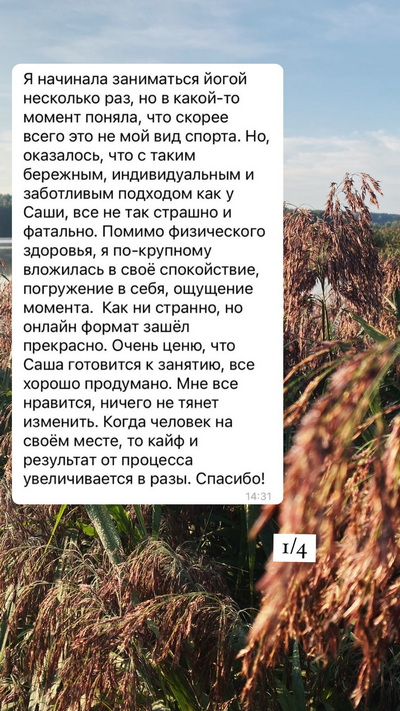 Я начинала заниматься йогой
несколько раз, но в какой-то
момент поняла, что скорее
всего это не мой вид спорта. Но,
оказалось, что с таким
бережным, индивидуальным и
заботливым подходом как у
Саши, все не так страшно и
фатально. Помимо физического
здоровья, я по-крупному
вложилась в своё спокойствие,
погружение в себя, ощущение
момента.  Как ни странно, но
онлайн формат зашёл
прекрасно. Очень ценю, что
Саша готовится к занятию, все
хорошо продумано. Мне все
нравится, ничего не тянет
изменить. Когда человек на
своём месте, то кайф и
результат от процесса
увеличивается в разы. Спасибо!
14:31
1/4